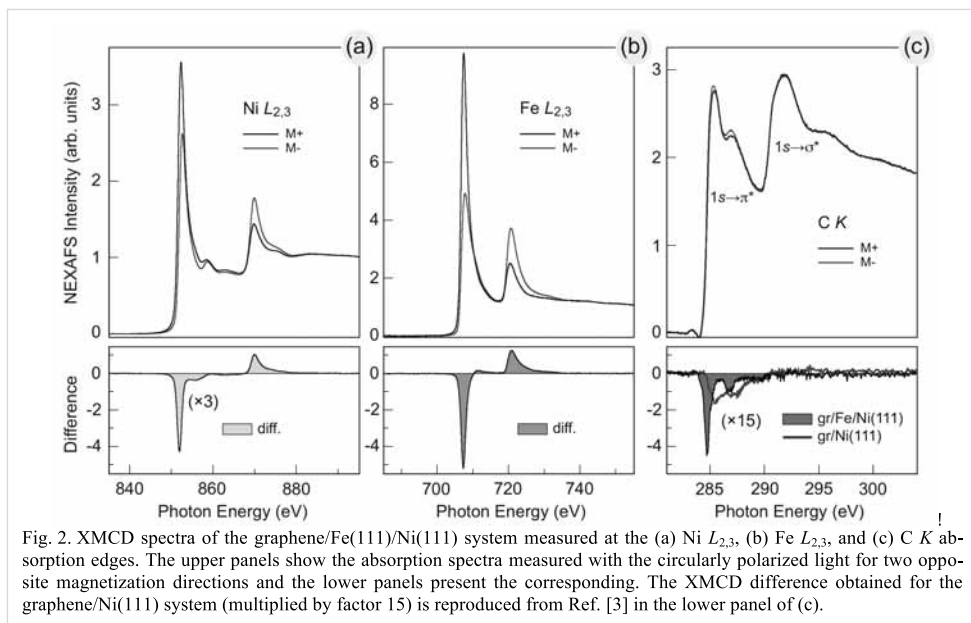 (a)
(b)
(c)
NEXAFS Intensity (arb. units)
3
2
1
0
Ni L2,3
M+
M-
8
6
4
2
0
Fe L2,3
M+
M-
3
2
1
0
1s→π*
1s→σ*
C K
M+
M-
Difference
0
-2
-4
(×3)
diff.
840
860
880
Photon Energy (eV)
0
-2
-4
diff.
700
720
740
Photon Energy (eV)
0
-2
-4
(×15)
gr/Fe/Ni(111)
gr/Ni(111)
285
290
295
300
Photon Energy (eV)
!
Fig. 2. XMCD spectra of the graphene/Fe(111)/Ni(111) system measured at the (a) Ni L2,3, (b) Fe L2,3, and (c) C K ab-
sorption edges. The upper panels show the absorption spectra measured with the circularly polarized light for two oppo-
site magnetization directions and the lower panels present the corresponding. The XMCD difference obtained for the
graphene/Ni(111) system (multiplied by factor 15) is reproduced from Ref. [3] in the lower panel of (c).